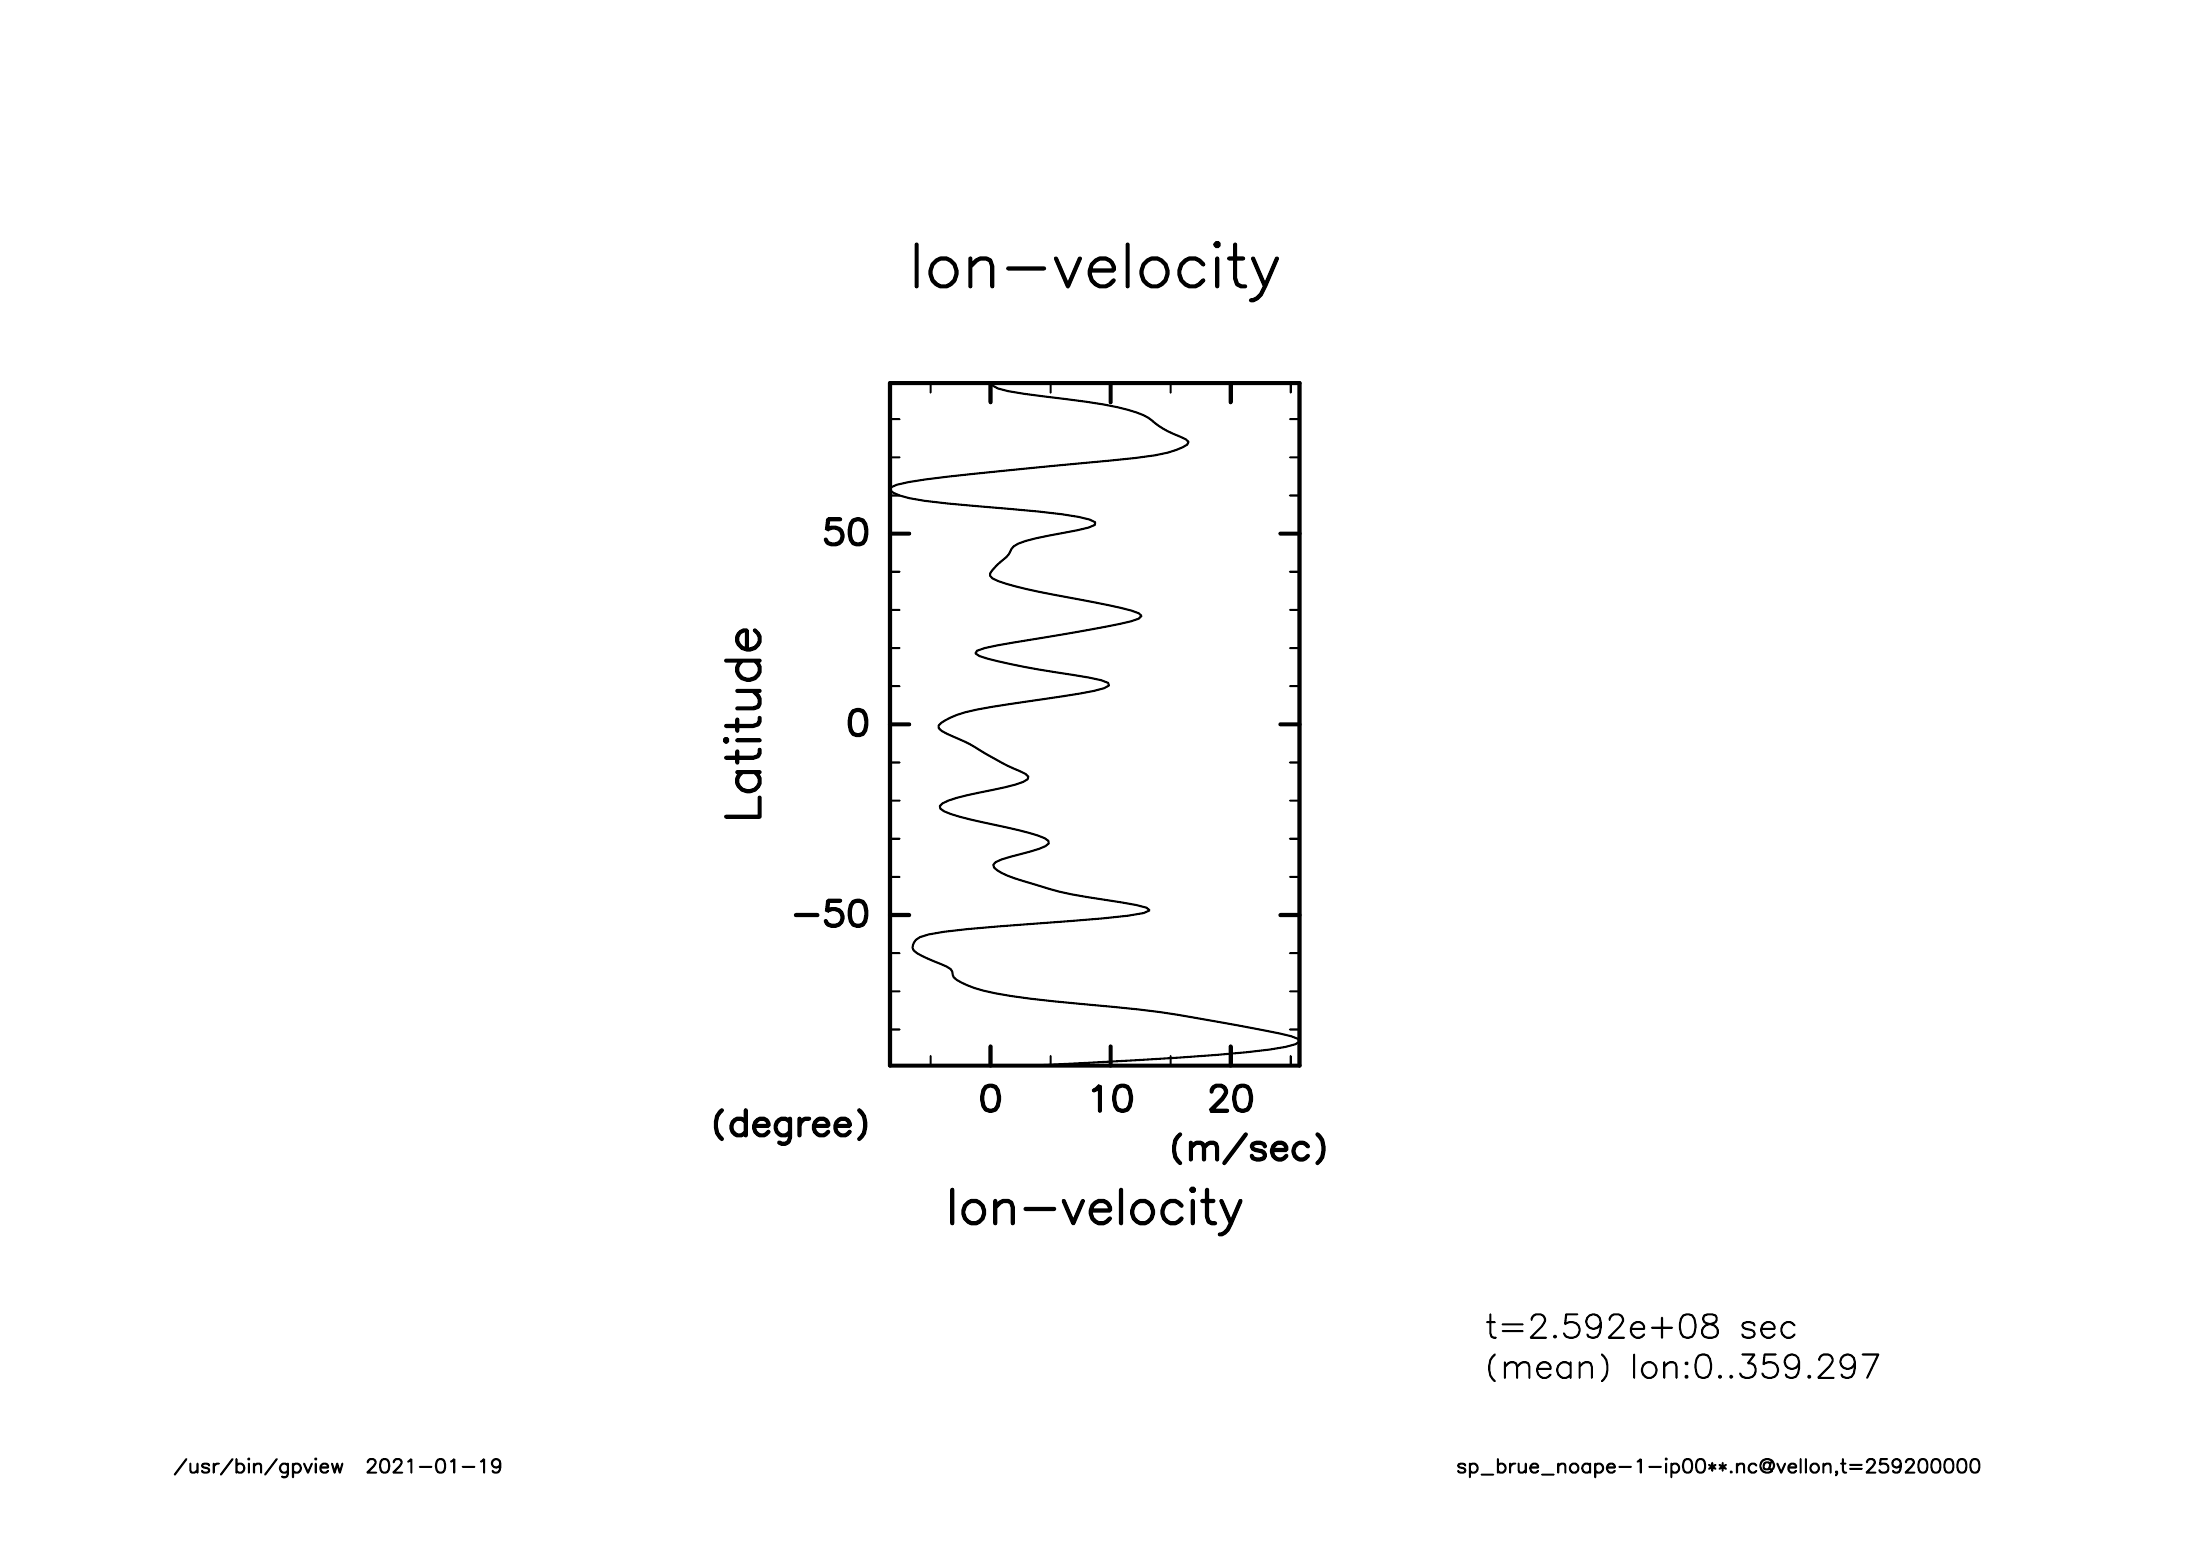 lon-velocity
50
0
-50
Latitude
0 10 20
(degree)
(m/sec)
lon-velocity
t=2.592e+08 sec
(mean) lon:0..359.297
/usr/bin/gpview 2021-01-19
sp_brue_noape-1-ip00**.nc@vellon,t=259200000